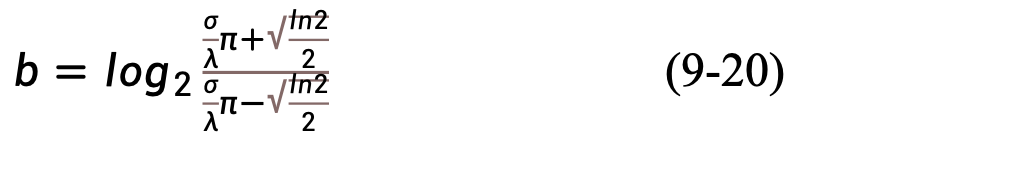 b = log₂ (σ/λ π + √(ln2/2)) / (σ/λ π − √(ln2/2)) (9-20)